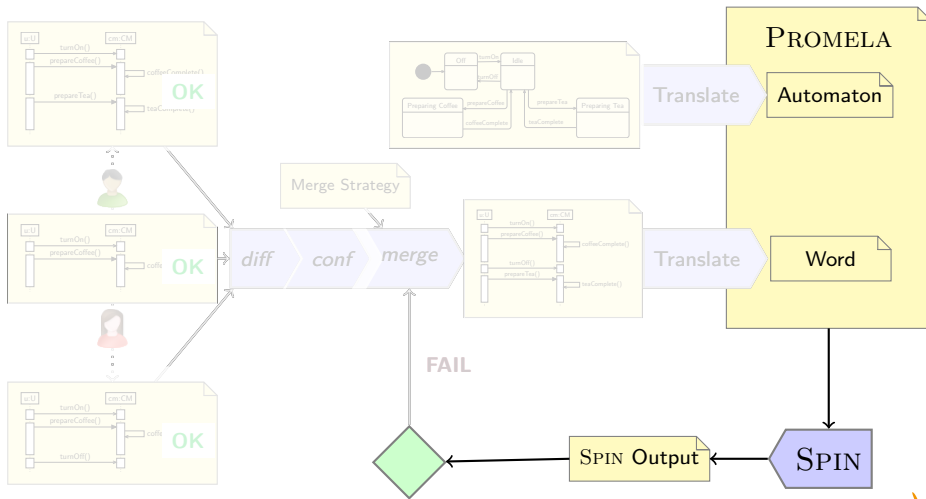 u:U cm:CM
turnOn()
prepareCoffee()
coffeeComplete()
OK
prepareTea()
teaComplete()
Off turnOn Idle
turnOff
Preparing Coffee prepareCoffee prepareTea Preparing Tea
coffeeComplete teaComplete
Translate
PROMELA
Automaton
Merge Strategy
u:U cm:CM
turnOn()
prepareCoffee()
OK
diff conf merge
u:U cm:CM
turnOn()
prepareCoffee()
coffeeComplete()
turnOff()
prepareTea()
teaComplete()
Translate
Word
FAIL
u:U cm:CM
turnOn()
prepareCoffee()
OK
turnOff()
SPIN Output
SPIN